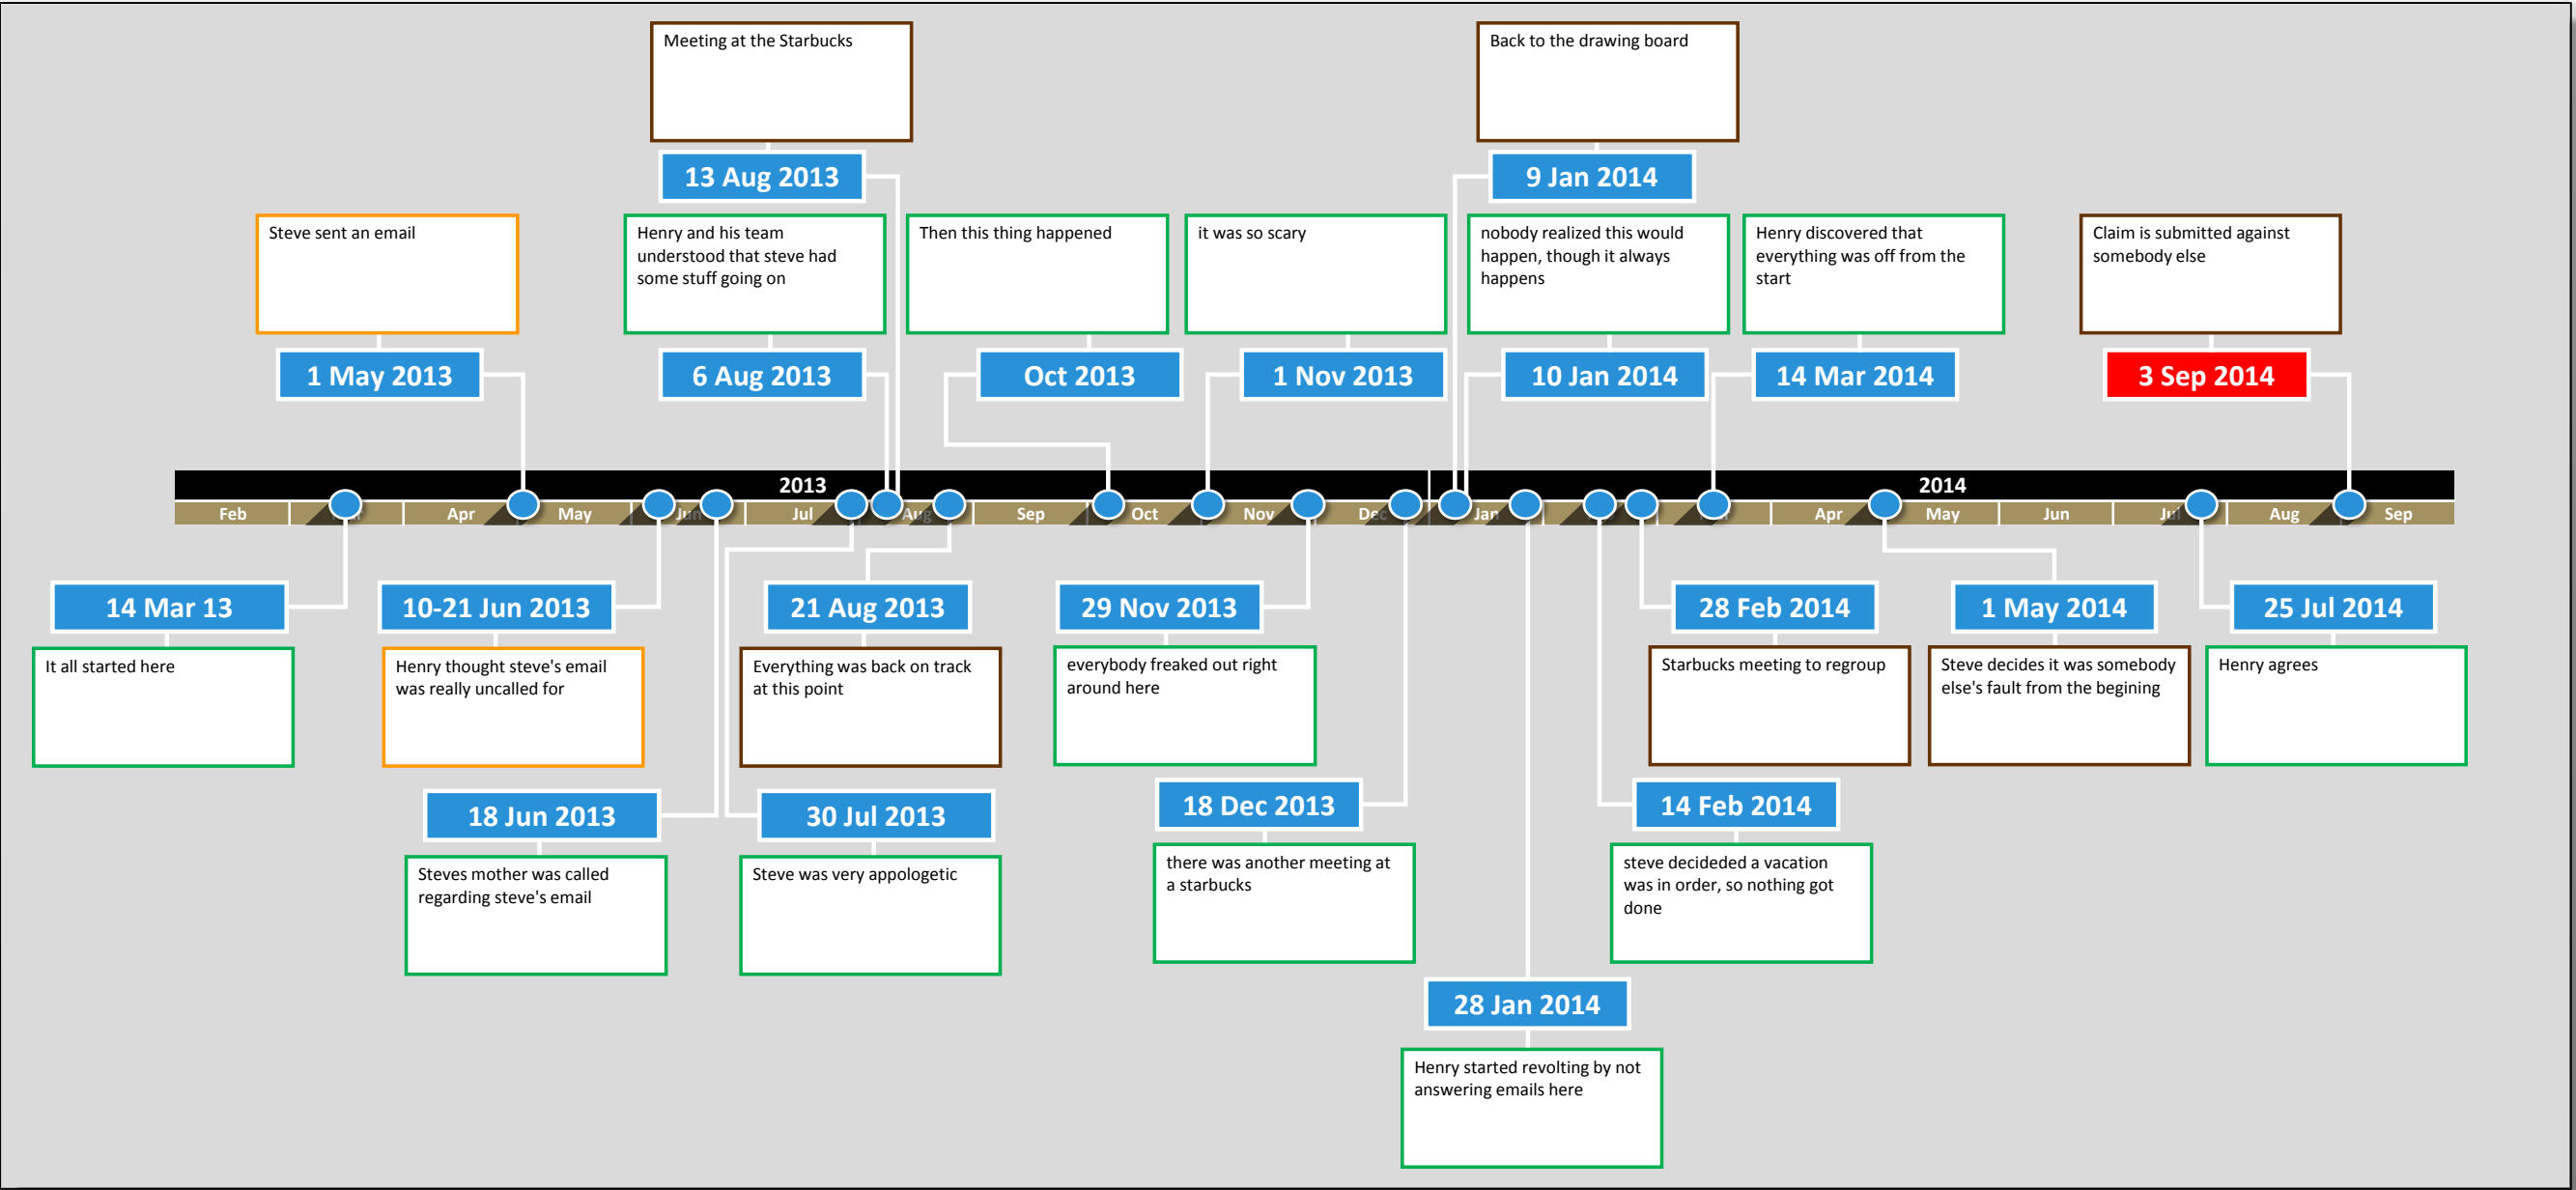 Meeting at the Starbucks
Back to the drawing board
13 Aug 2013
9 Jan 2014
Steve sent an email
Henry and his team
understood that steve had
some stuff going on
Then this thing happened
it was so scary
nobody realized this would
happen, though it always
happens
Henry discovered that
everything was off from the
start
Claim is submitted against
somebody else
1 May 2013
6 Aug 2013
Oct 2013
1 Nov 2013
10 Jan 2014
14 Mar 2014
3 Sep 2014
2013
2014
Feb
Apr
May
Jun
Jul
Aug
Sep
Oct
Nov
Dec
Jan
Apr
May
Jun
Jul
Aug
Sep
14 Mar 13
10-21 Jun 2013
21 Aug 2013
29 Nov 2013
28 Feb 2014
1 May 2014
25 Jul 2014
It all started here
Henry thought steve's email
was really uncalled for
Everything was back on track
at this point
everybody freaked out right
around here
Starbucks meeting to regroup
Steve decides it was somebody
else's fault from the begining
Henry agrees
18 Jun 2013
30 Jul 2013
18 Dec 2013
14 Feb 2014
Steves mother was called
regarding steve's email
Steve was very appologetic
there was another meeting at
a starbucks
steve decideded a vacation
was in order, so nothing got
done
28 Jan 2014
Henry started revolting by not
answering emails here